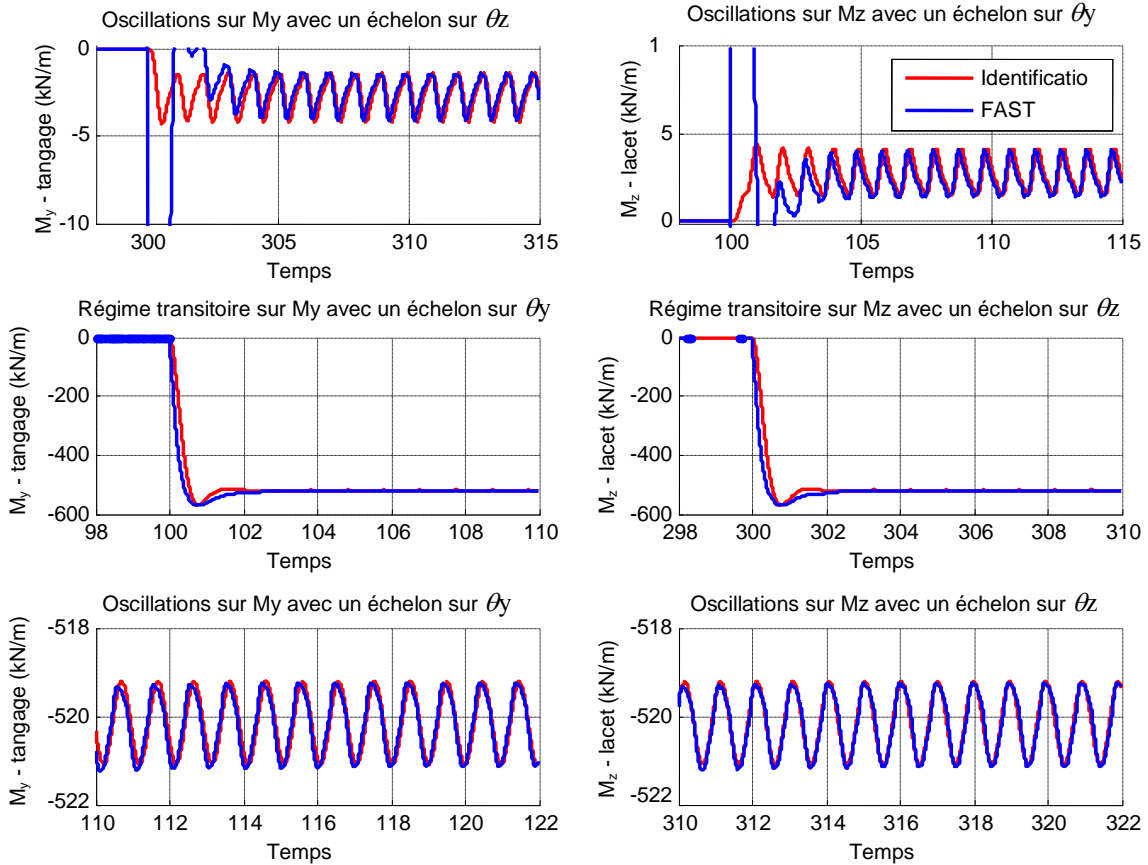 Oscillations sur My avec un échelon sur θz
Oscillations sur Mz avec un échelon sur θy
0
-5
-10
My - tangage (kN/m)
300
305
310
315
Temps
1
5
0
Mz - lacet (kN/m)
Identificatio
FAST
100
105
110
115
Temps
Régime transitoire sur My avec un échelon sur θy
Régime transitoire sur Mz avec un échelon sur θz
0
-200
-400
-600
My - tangage (kN/m)
98
100
102
104
106
108
110
Temps
0
-200
-400
-600
Mz - lacet (kN/m)
298
300
302
304
306
308
310
Temps
Oscillations sur My avec un échelon sur θy
Oscillations sur Mz avec un échelon sur θz
-518
-520
-522
My - tangage (kN/m)
110
112
114
116
118
120
122
Temps
-518
-520
-522
Mz - lacet (kN/m)
310
312
314
316
318
320
322
Temps